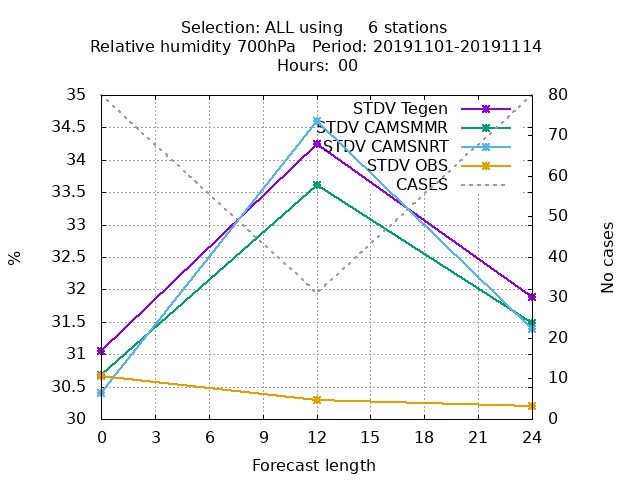 Selection: ALL using     6 stations
Relative humidity 700hPa   Period: 20191101-20191114
Hours: 00
35
34.5
34
33.5
33
32.5
32
31.5
31
30.5
30
%
80
70
60
50
40
30
20
10
0
No cases
STDV Tegen
STDV CAMSMMR
STDV CAMSNRT
STDV OBS
CASES
0 3 6 9 12 15 18 21 24
Forecast length